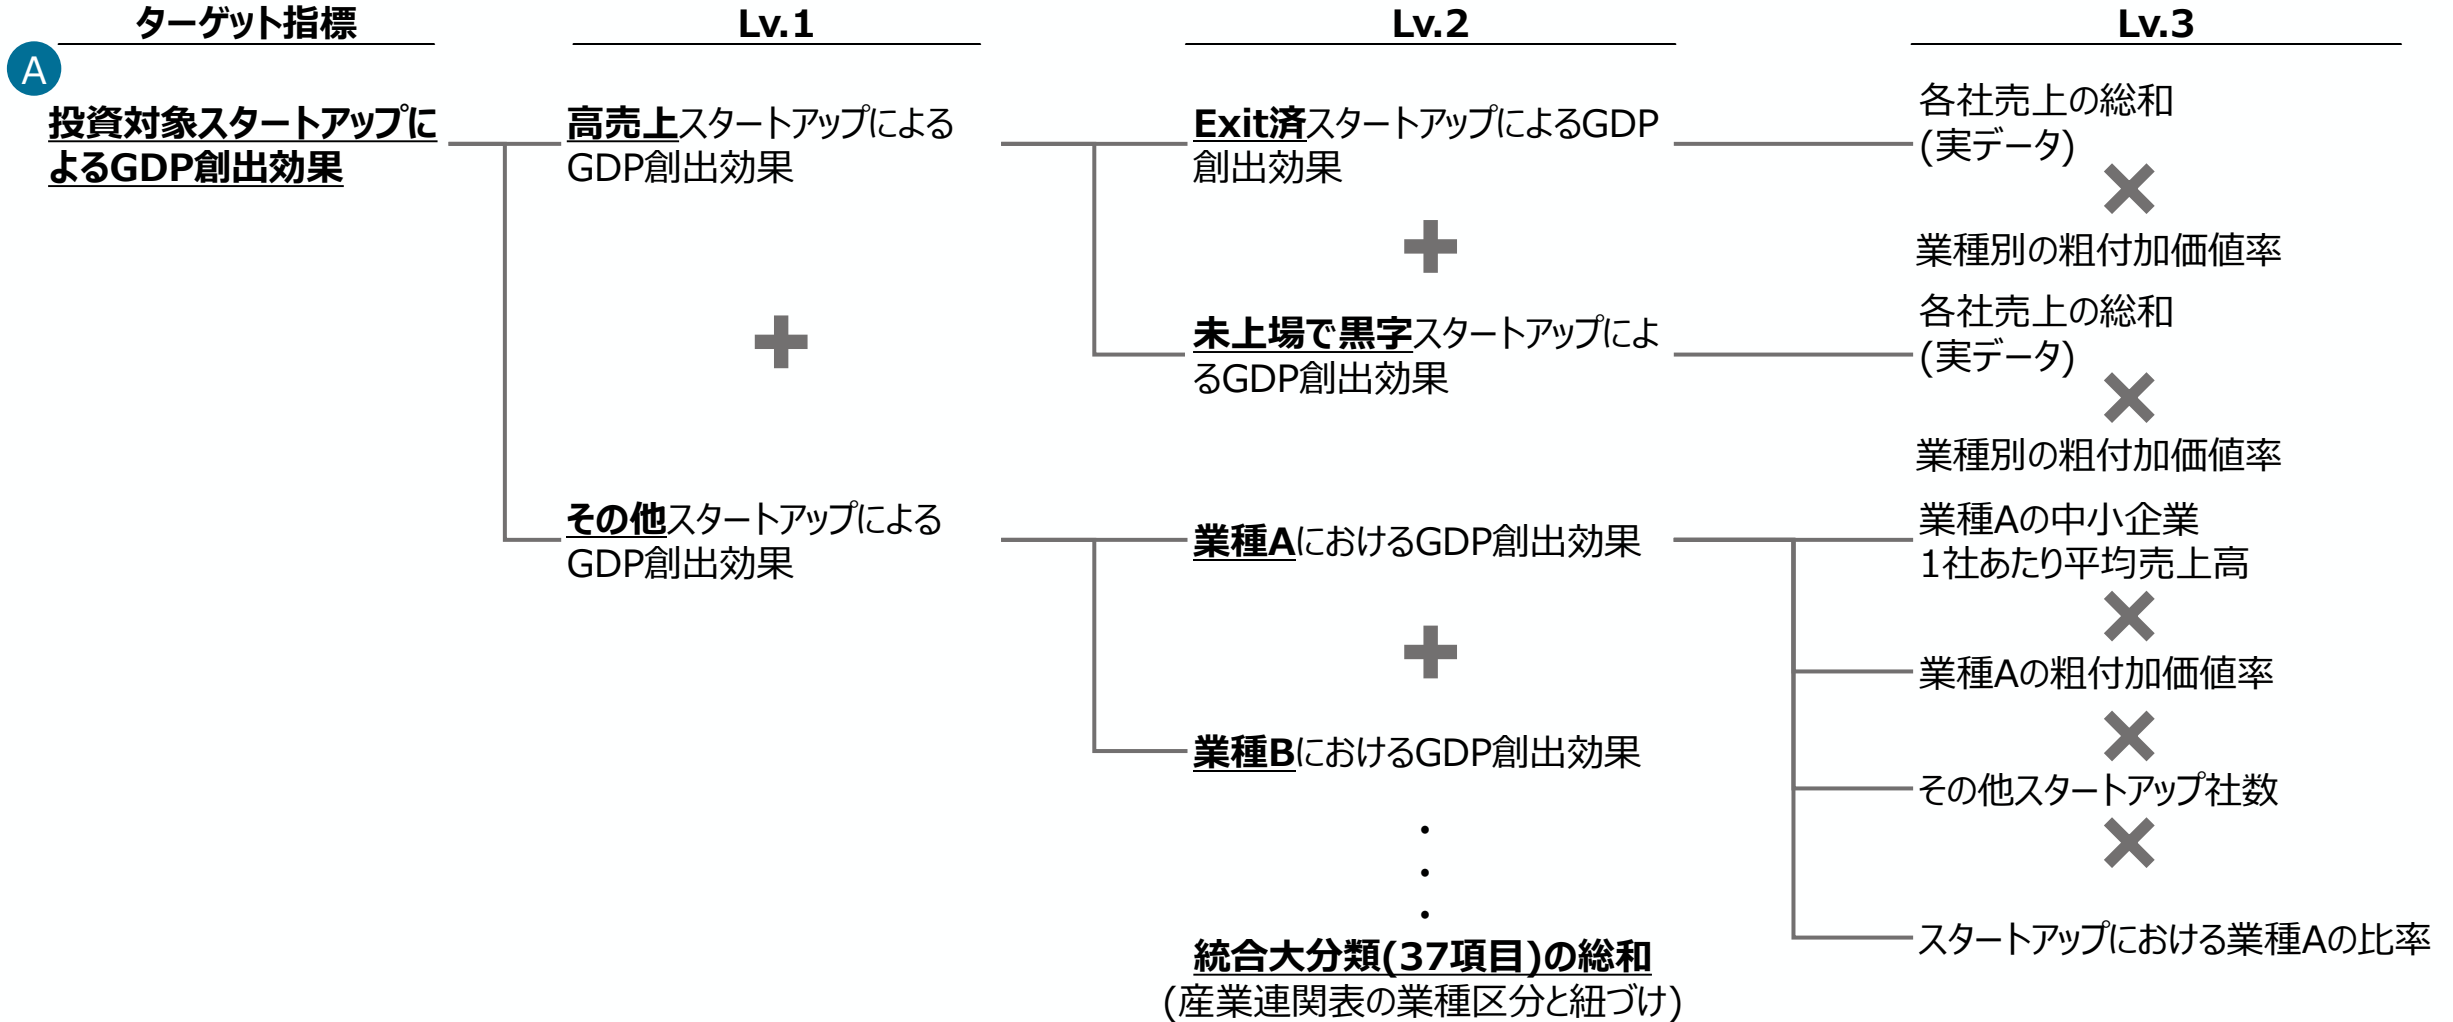 ターゲット指標
Lv.1
Lv.2
Lv.3
A
投資対象スタートアップに
よるGDP創出効果
高売上スタートアップによる
GDP創出効果
Exit済スタートアップによるGDP
創出効果
各社売上の総和
(実データ)
業種別の粗付加価値率
未上場で黒字スタートアップによ
るGDP創出効果
各社売上の総和
(実データ)
業種別の粗付加価値率
その他スタートアップによる
GDP創出効果
業種AにおけるGDP創出効果
業種Aの中小企業
1社あたり平均売上高
業種Aの粗付加価値率
業種BにおけるGDP創出効果
その他スタートアップ社数
スタートアップにおける業種Aの比率
統合大分類(37項目)の総和
(産業連関表の業種区分と紐づけ)